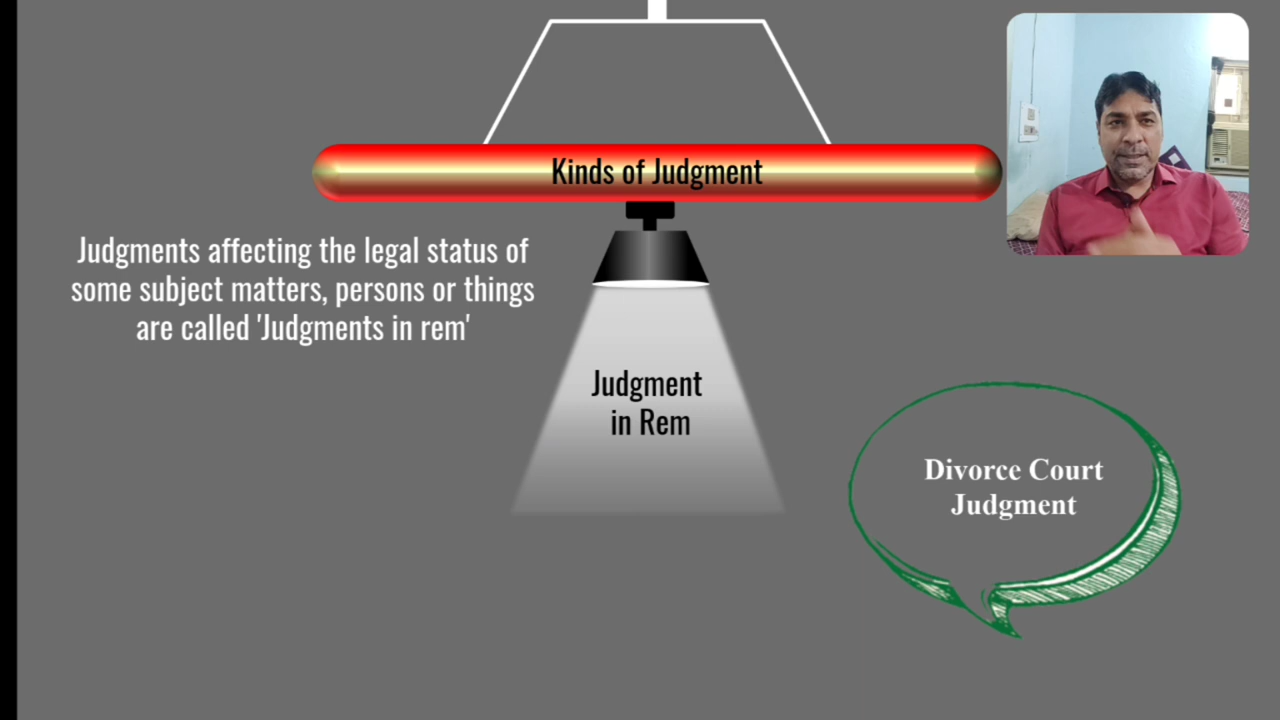 Kinds of Judgment
Judgments affecting the legal status of
some subject matters, persons or things
are called 'Judgments in rem'
Judgment
in Rem
Divorce Court
Judgment